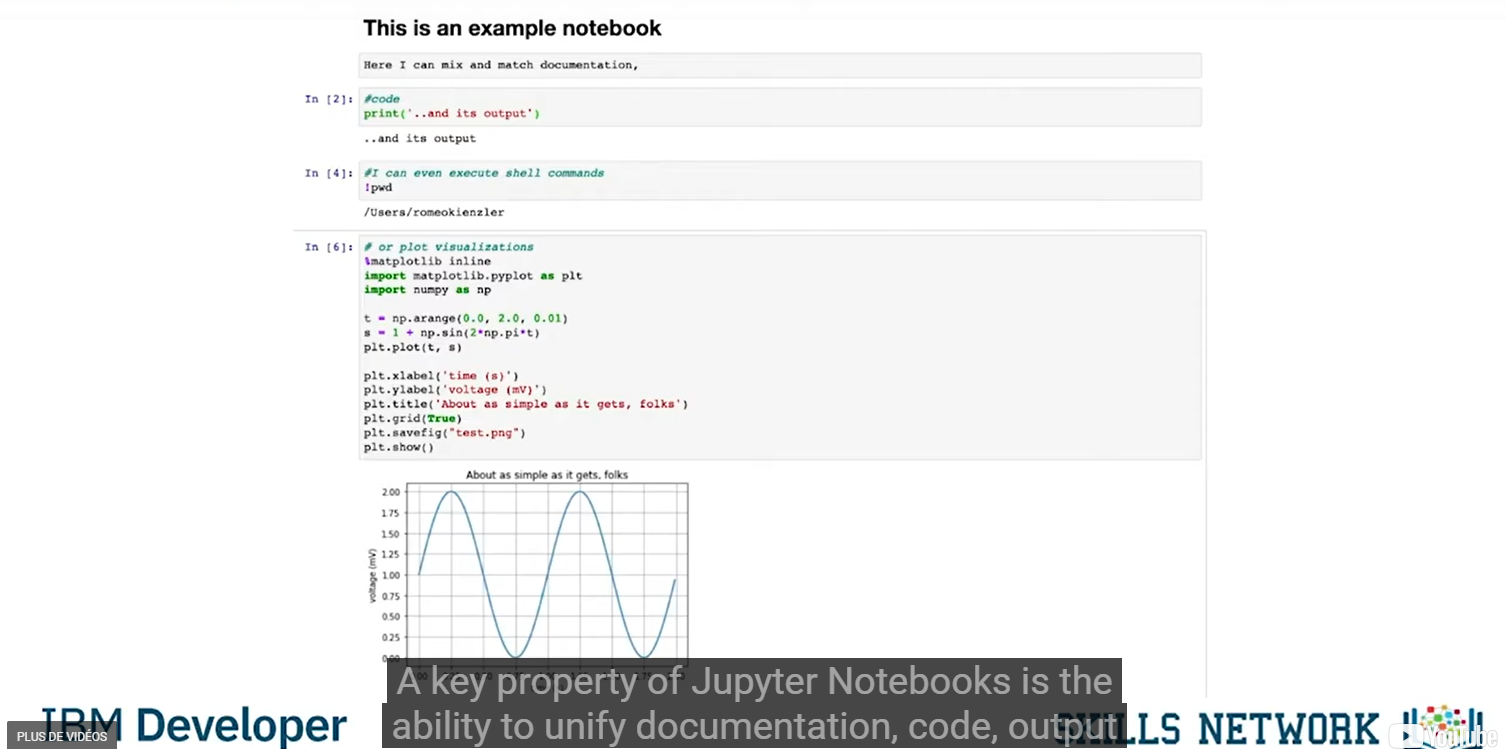 This is an example notebook
Here I can mix and match documentation,
In [2]: #code
print('..and its output')
..and its output
In [4]: #I can even execute shell commands
!pwd
/Users/romeokienzler
In [6]: # or plot visualizations
%matplotlib inline
import matplotlib.pyplot as plt
import numpy as np
t = np.arange(0.0, 2.0, 0.01)
s = 1 + np.sin(2*np.pi*t)
plt.plot(t, s)
plt.xlabel('time (s)')
plt.ylabel('voltage (mV)')
plt.title('About as simple as it gets, folks')
plt.grid(True)
plt.savefig("test.png")
plt.show()
About as simple as it gets, folks
2.00
1.75
1.50
1.25
1.00
0.75
0.50
0.25
0.00
voltage (mV)
A key property of Jupyter Notebooks is the
ability to unify documentation, code, output
IBM Developer
PLUS DE VIDÉOS
SKILLS NETWORK
YouTube